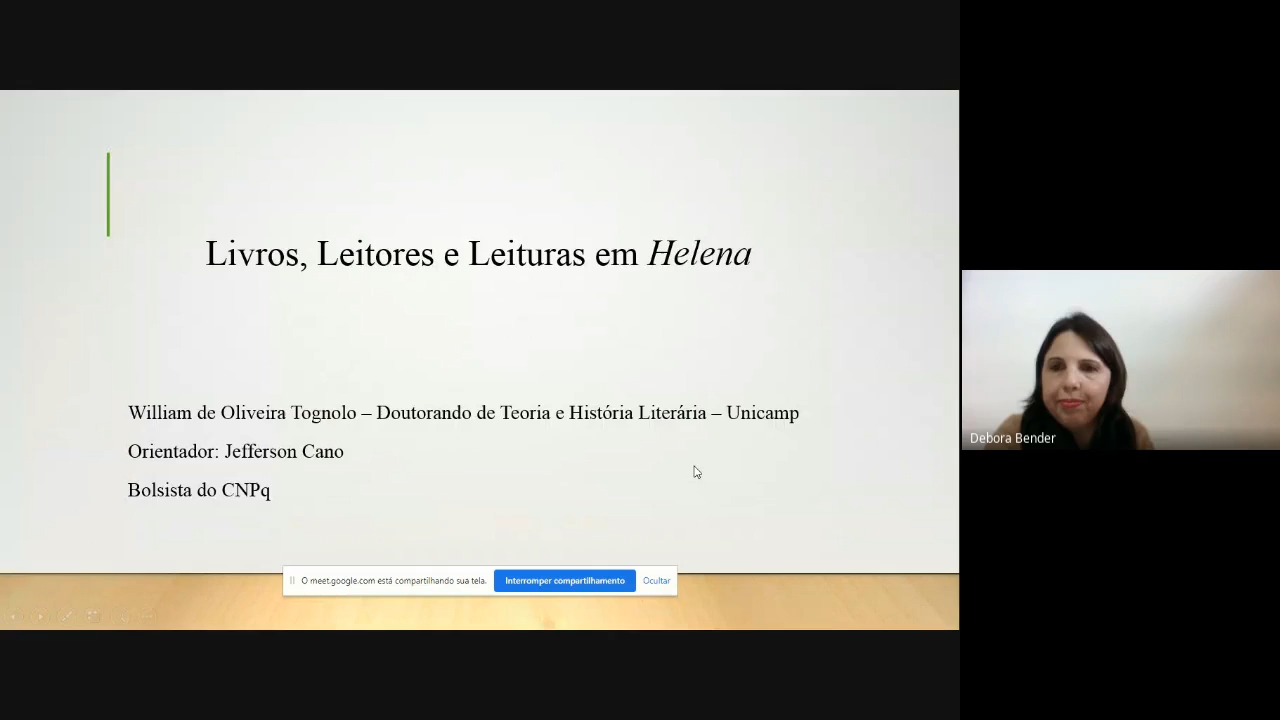 Livros, Leitores e Leituras em Helena
William de Oliveira Tognolo – Doutorando de Teoria e História Literária – Unicamp
Orientador: Jefferson Cano
Bolsista do CNPq
O meet.google.com está compartilhando sua tela.
Interromper compartilhamento
Ocultar
Debora Bender